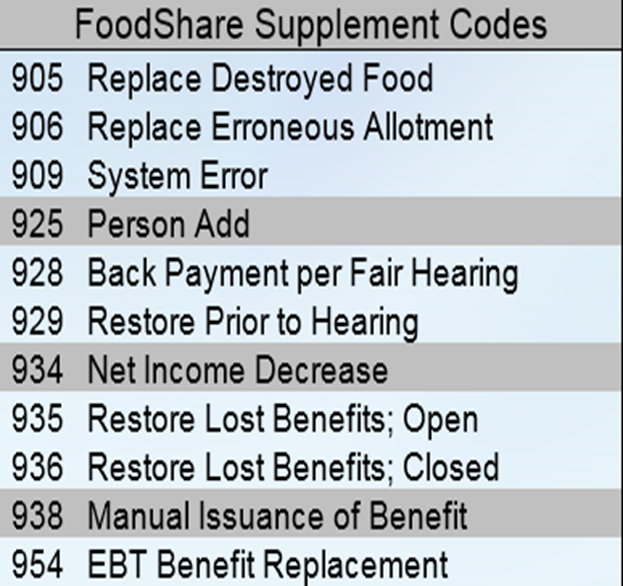 FoodShare Supplement Codes
905 Replace Destroyed Food
906 Replace Erroneous Allotment
909 System Error
925 Person Add
928 Back Payment per Fair Hearing
929 Restore Prior to Hearing
934 Net Income Decrease
935 Restore Lost Benefits; Open
936 Restore Lost Benefits; Closed
938 Manual Issuance of Benefit
954 EBT Benefit Replacement